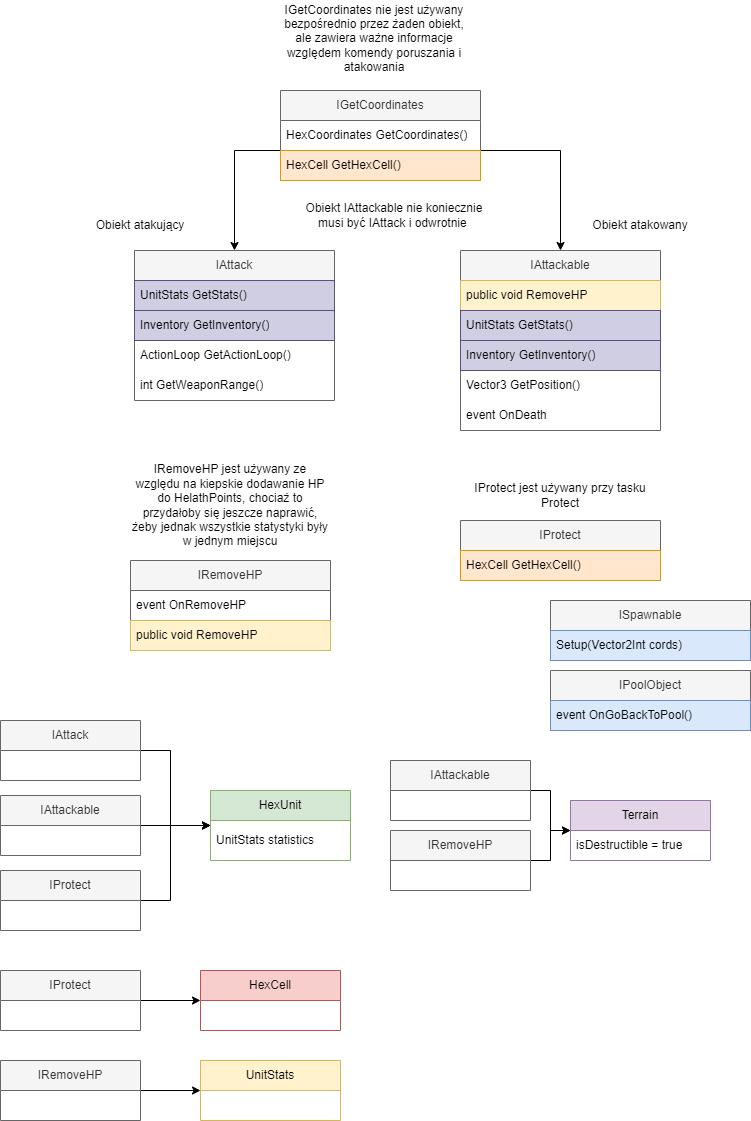 IGetCoordinates nie jest używany
bezpośrednio przez żaden obiekt,
ale zawiera ważne informacje
względem komendy poruszania i
atakowania
IGetCoordinates
HexCoordinates GetCoordinates()
HexCell GetHexCell()
Obiekt IAttackable nie koniecznie
musi być IAttack i odwrotnie
Obiekt atakujący
Obiekt atakowany
IAttack
UnitStats GetStats()
Inventory GetInventory()
ActionLoop GetActionLoop()
int GetWeaponRange()
IAttackable
public void RemoveHP
UnitStats GetStats()
Inventory GetInventory()
Vector3 GetPosition()
event OnDeath
IRemoveHP jest używany ze
względu na kiepskie dodawanie HP
do HelathPoints, chociaż to
przydałoby się jeszcze naprawić,
żeby jednak wszystkie statystyki były
w jednym miejscu
IRemoveHP
event OnRemoveHP
public void RemoveHP
IProtect jest używany przy tasku
Protect
IProtect
HexCell GetHexCell()
ISpawnable
Setup(Vector2Int cords)
IPoolObject
event OnGoBackToPool()
IAttack
IAttackable
IProtect
HexUnit
UnitStats statistics
IAttackable
IRemoveHP
Terrain
isDestructible = true
IProtect
HexCell
IRemoveHP
UnitStats